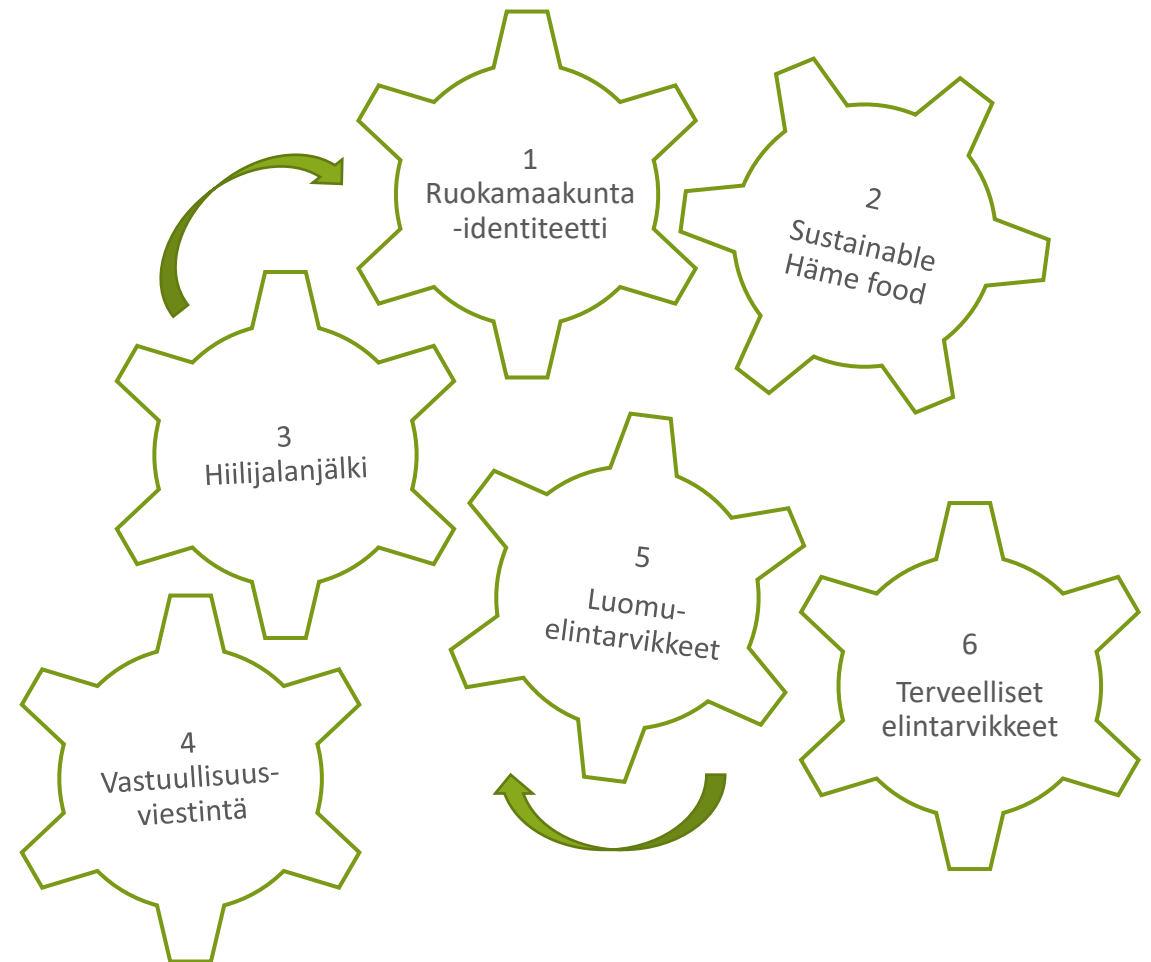 1
Ruokamaakunta
-identiteetti
2
Sustainable
Häme food
3
Hiilijalanjälki
4
Vastuullisuus-
viestintä
5
Luomu-
elintarvikkeet
6
Terveelliset
elintarvikkeet